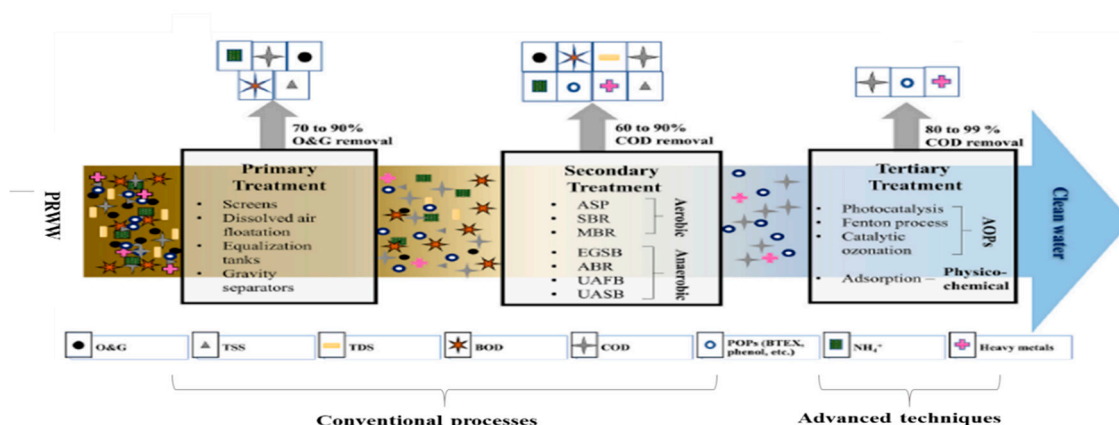 70 to 90%
O&G removal
60 to 90%
COD removal
80 to 99 %
COD removal
PRWW
Primary
Treatment
• Screens
• Dissolved air
floatation
• Equalization
tanks
• Gravity
separators
Secondary
Treatment
• ASP
• SBR
• MBR
Aerobic
• EGSB
• ABR
• UAFB
• UASB
Anaerobic
Tertiary
Treatment
• Photocatalysis
• Fenton process
• Catalytic
ozonation
AOPs
• Adsorption – Physico-
chemical
Clean water
O&G
TSS
TDS
BOD
COD
POPs (BTEX,
phenol, etc.)
NH₄⁺
Heavy metals
Conventional processes
Advanced techniques